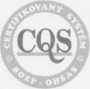 CERTIFIKOVANÝ SYSTÉM
CQS
BOZP - OHSAS